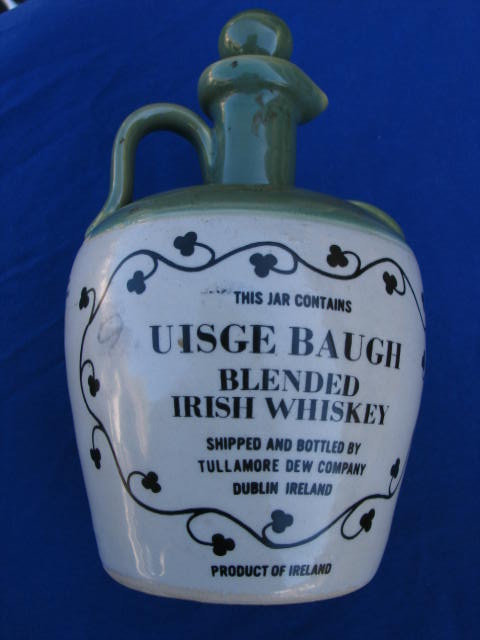 THIS JAR CONTAINS
UISGE BAUGH
BLENDED
IRISH WHISKEY
SHIPPED AND BOTTLED BY
TULLAMORE DEW COMPANY
DUBLIN IRELAND
PRODUCT OF IRELAND